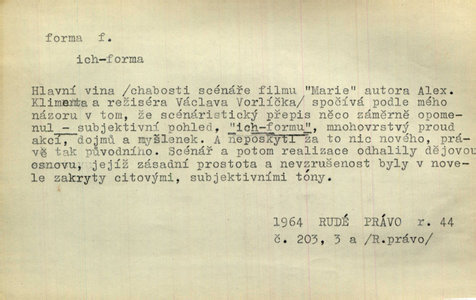 forma f.
ich-forma
Hlavní vina /chabosti scénáře filmu "Marie" autora Alex.
Klimenta a režiséra Václava Vorlíčka/ spočívá podle mého
názoru v tom, že scénáristický přepis něco záměrně opome-
nul - subjektivní pohled, "ich-formu", mnohovrstvý proud
akcí, dojmů a myšlenek. A neposkytl za to nic nového, prá-
vě tak původního. Scénář a potom realizace odhalily dějovou
osnovu, jejíž zásadní prostota a nevzrušenost byly v nove-
le zakryty citovými, subjektivními tóny.
1964 RUDÉ PRÁVO r. 44
č. 203, 3 a /R.právo/